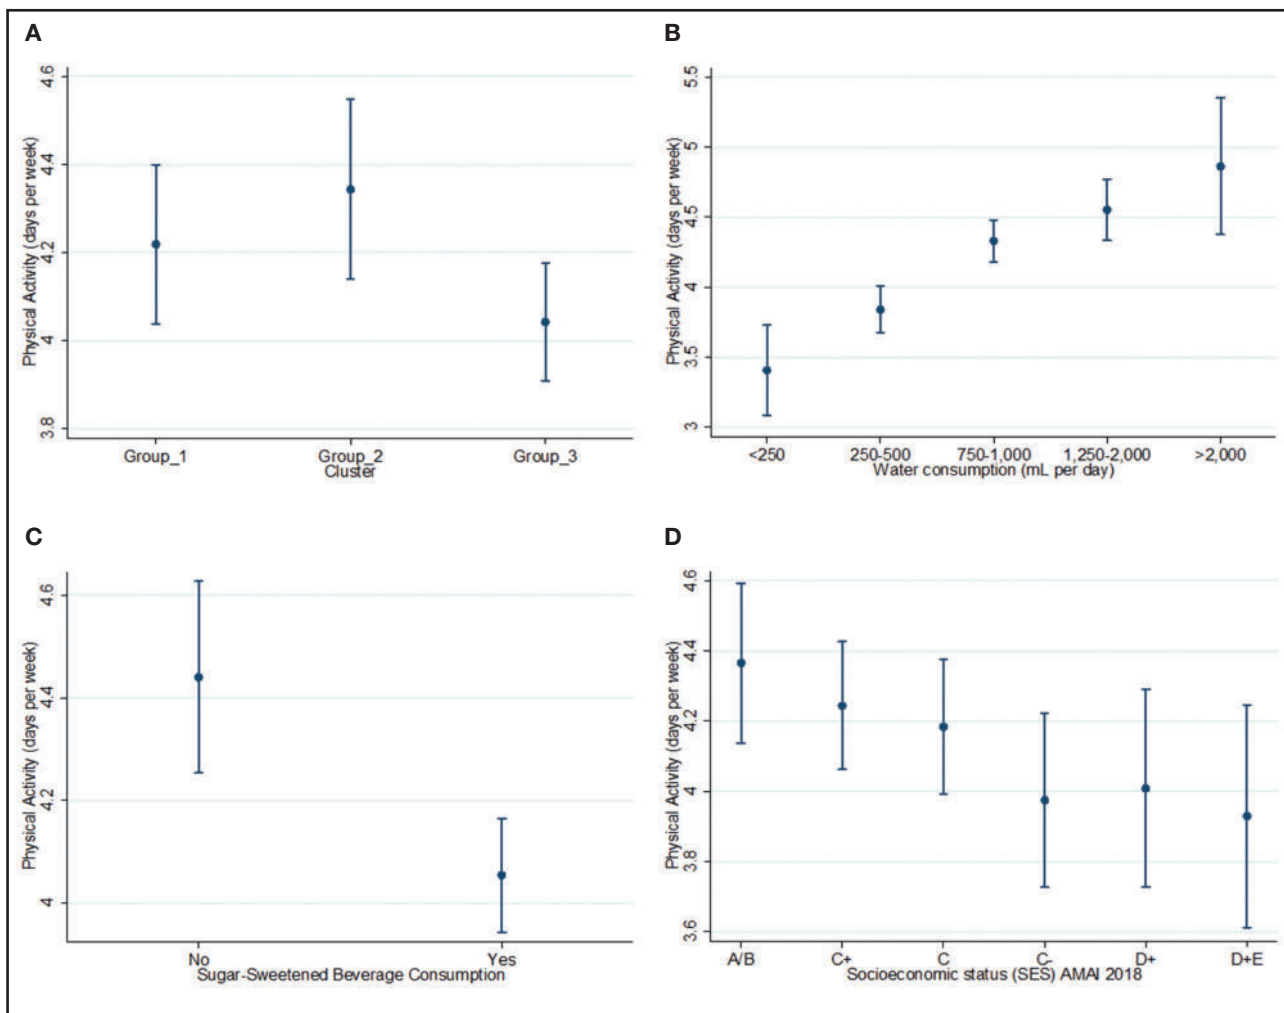 A
Physical Activity (days per week)
4.6
4.4
4.2
4
3.8
Group_1 Group_2 Group_3
Cluster
B
Physical Activity (days per week)
5.5
5
4.5
4
3.5
3
<250 250-500 750-1,000 1,250-2,000 >2,000
Water consumption (mL per day)
C
Physical Activity (days per week)
4.6
4.4
4.2
4
No Yes
Sugar-Sweetened Beverage Consumption
D
Physical Activity (days per week)
4.6
4.4
4.2
4
3.8
3.6
A/B C+ C C- D+ D+E
Socioeconomic status (SES) AMAI 2018